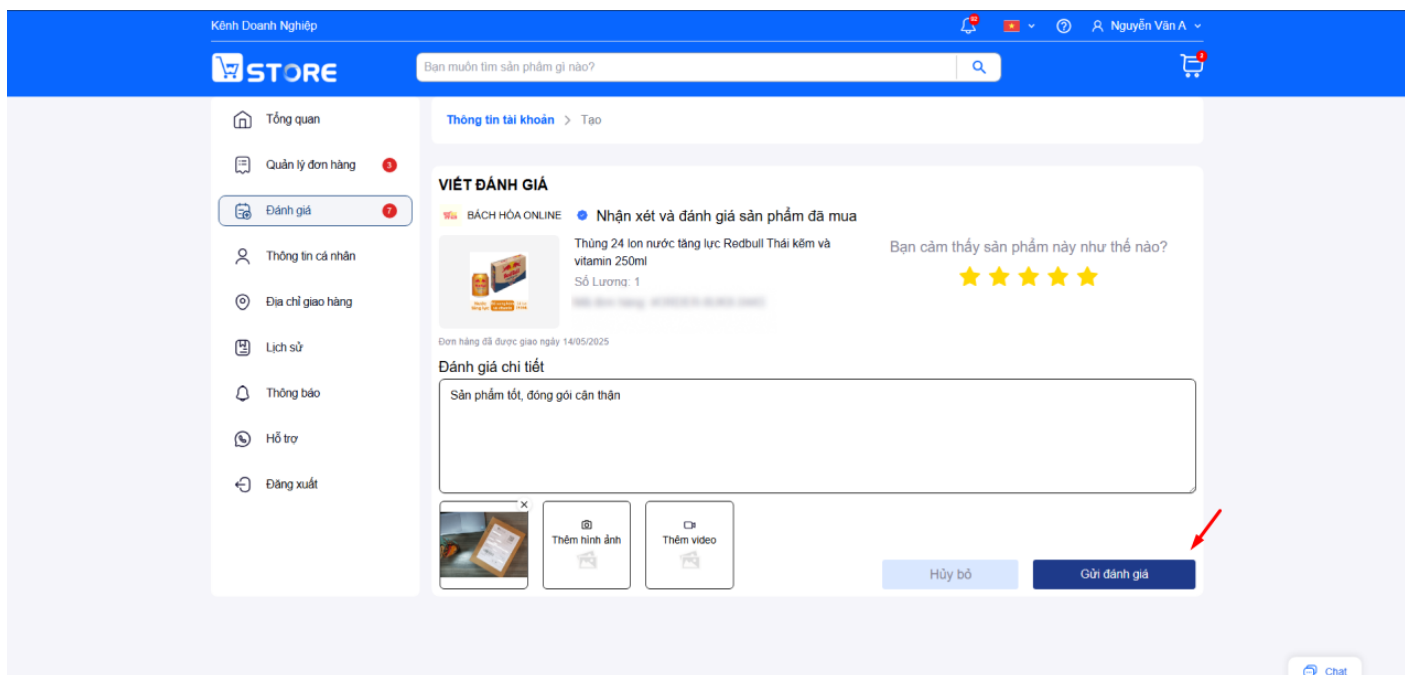 Kênh Doanh Nghiệp
Nguyễn Văn A
STORE
Bạn muốn tìm sản phẩm gì nào?
Tổng quan
Quản lý đơn hàng 3
Đánh giá 7
Thông tin cá nhân
Địa chỉ giao hàng
Lịch sử
Thông báo
Hỗ trợ
Đăng xuất
Thông tin tài khoản > Tạo
VIẾT ĐÁNH GIÁ
BÁCH HÓA ONLINE Nhận xét và đánh giá sản phẩm đã mua
Thùng 24 lon nước tăng lực Redbull Thái kẽm và
vitamin 250ml
Số Lượng: 1
Bạn cảm thấy sản phẩm này như thế nào?
Đơn hàng đã được giao ngày 14/05/2025
Đánh giá chi tiết
Sản phẩm tốt, đóng gói cẩn thận
Thêm hình ảnh
Thêm video
Hủy bỏ
Gửi đánh giá
Chat